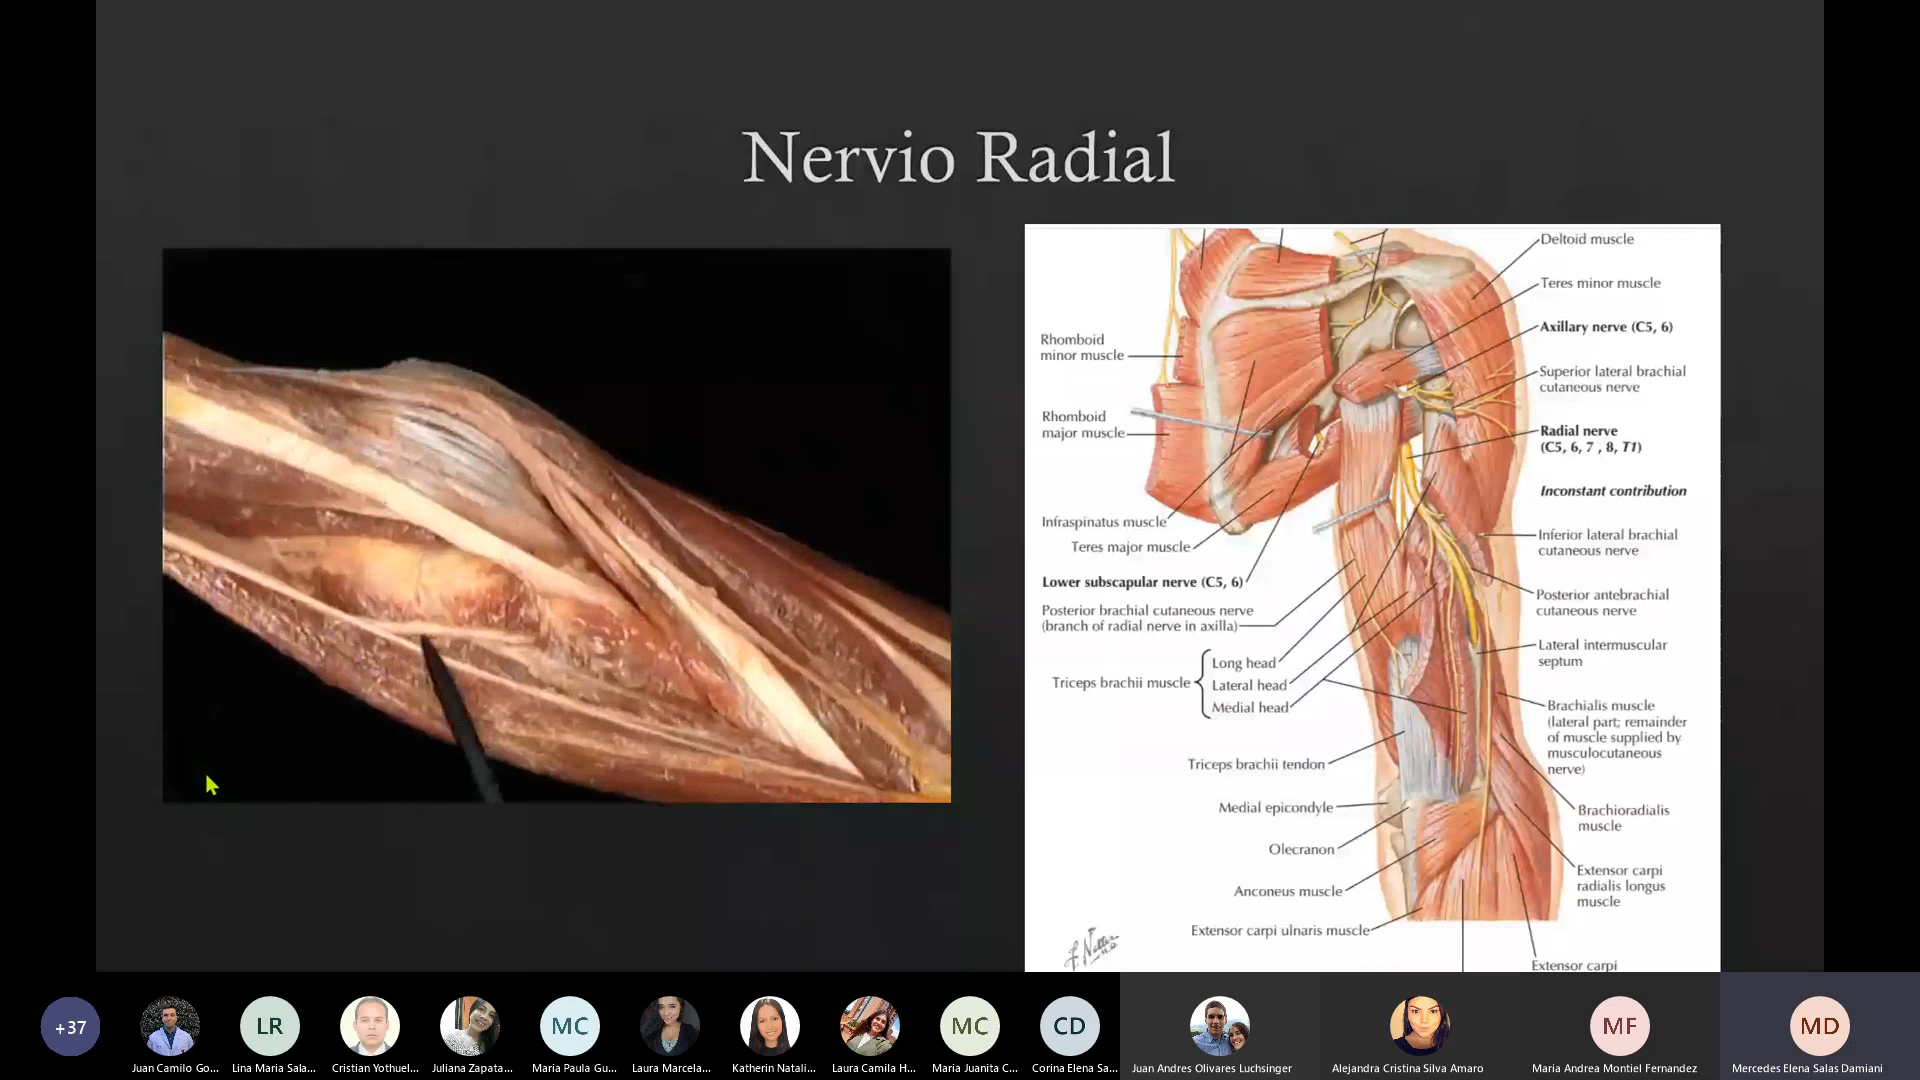 Nervio Radial
Deltoid muscle
Teres minor muscle
Axillary nerve (C5, 6)
Superior lateral brachial
cutaneous nerve
Radial nerve
(C5, 6, 7 , 8, T1)
Inconstant contribution
Inferior lateral brachial
cutaneous nerve
Posterior antebrachial
cutaneous nerve
Lateral intermuscular
septum
Brachialis muscle
(lateral part; remainder
of muscle supplied by
musculocutaneous
nerve)
Brachioradialis
muscle
Extensor carpi
radialis longus
muscle
Extensor carpi
Rhomboid
minor muscle
Rhomboid
major muscle
Infraspinatus muscle
Teres major muscle
Lower subscapular nerve (C5, 6)
Posterior brachial cutaneous nerve
(branch of radial nerve in axilla)
Triceps brachii muscle
Long head
Lateral head
Medial head
Triceps brachii tendon
Medial epicondyle
Olecranon
Anconeus muscle
Extensor carpi ulnaris muscle
F. Netter
M.D.
+37
LR
MC
MC
CD
MF
MD
Juan Camilo Go...
Lina Maria Sala...
Cristian Yothuel...
Juliana Zapata...
Maria Paula Gu...
Laura Marcela...
Katherin Natali...
Laura Camila H...
Maria Juanita C...
Corina Elena Sa...
Juan Andres Olivares Luchsinger
Alejandra Cristina Silva Amaro
Maria Andrea Montiel Fernandez
Mercedes Elena Salas Damiani